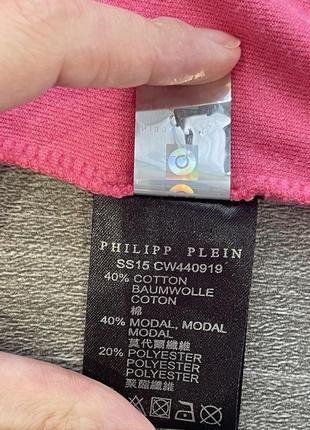 PLEIN
PHILIPP PLEIN
SS15 CW440919
40% COTTON
BAUMWOLLE
COTON
棉
40% MODAL, MODAL
MODAL
莫代爾纖維
20% POLYESTER
POLYESTER
聚酯纖維